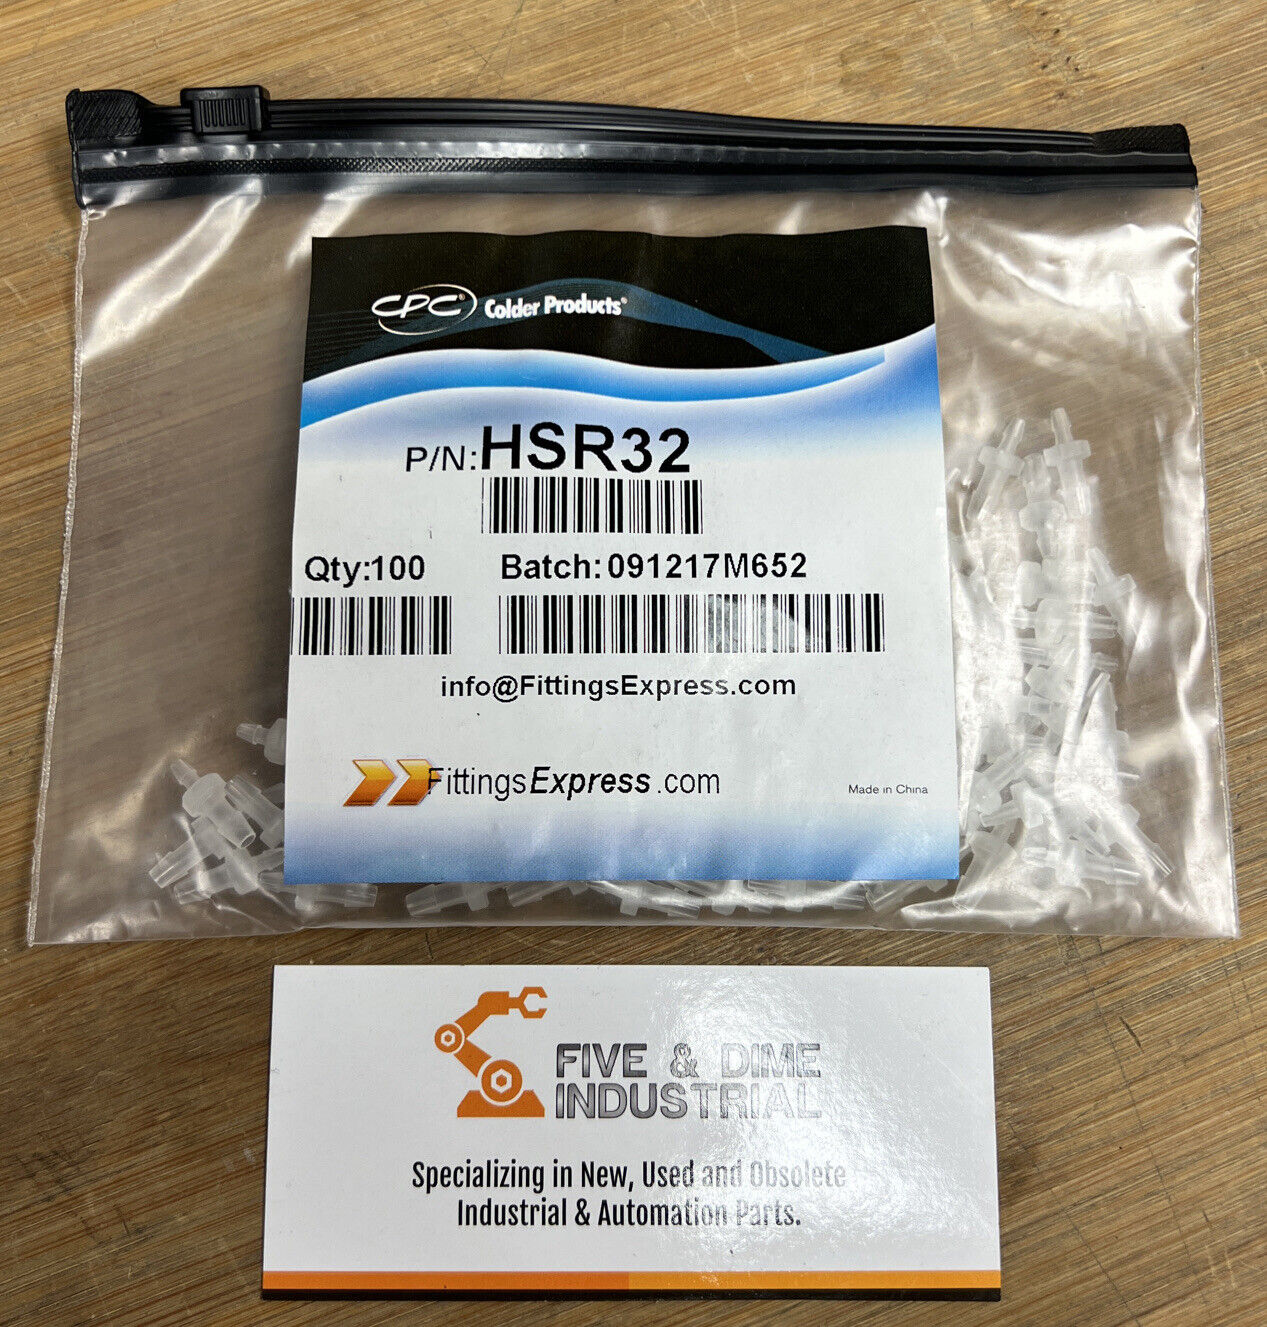 CPC® Colder Products®
P/N:HSR32
Qty:100 Batch:091217M652
info@FittingsExpress.com
FittingsExpress.com
Made in China
FIVE & DIME
INDUSTRIAL
Specializing in New, Used and Obsolete
Industrial & Automation Parts.